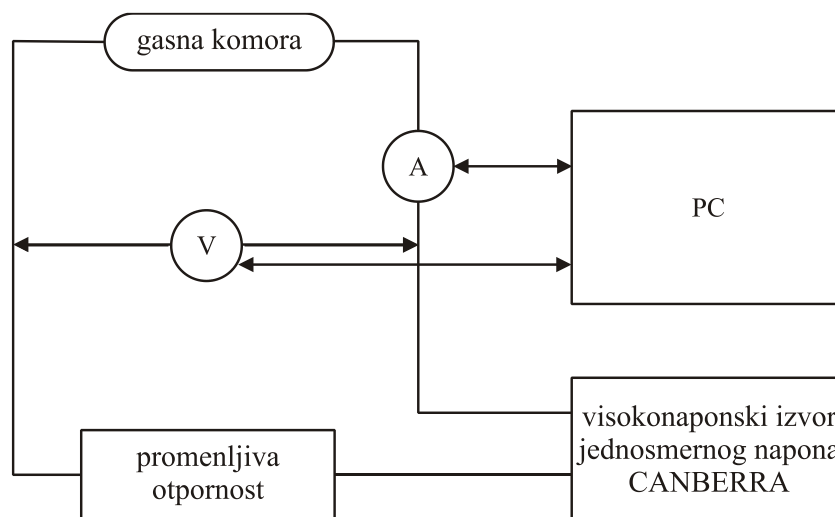 gasna komora
A
PC
V
visokonaponski izvor
jednosmernog napona
CANBERRA
promenljiva
otpornost